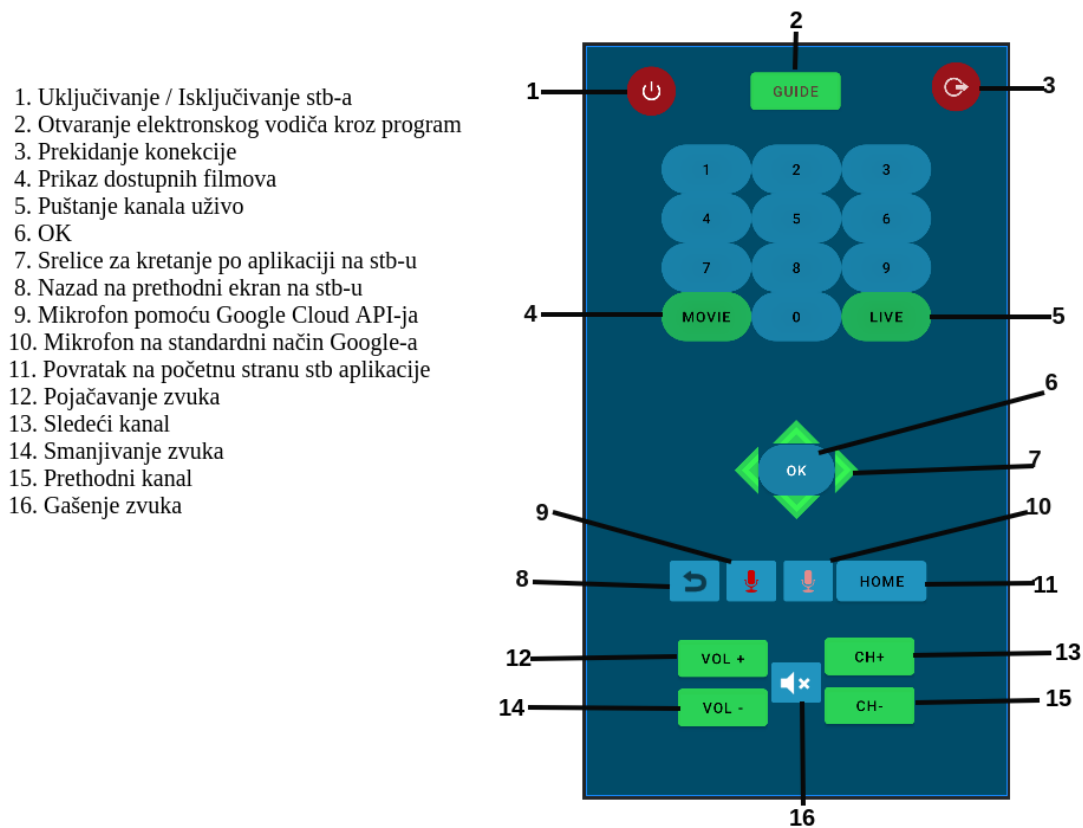 1. Uključivanje / Isključivanje stb-a
2. Otvaranje elektronskog vodiča kroz program
3. Prekidanje konekcije
4. Prikaz dostupnih filmova
5. Puštanje kanala uživo
6. OK
7. Srelice za kretanje po aplikaciji na stb-u
8. Nazad na prethodni ekran na stb-u
9. Mikrofon pomoću Google Cloud API-ja
10. Mikrofon na standardni način Google-a
11. Povratak na početnu stranu stb aplikacije
12. Pojačavanje zvuka
13. Sledeći kanal
14. Smanjivanje zvuka
15. Prethodni kanal
16. Gašenje zvuka
2
1 GUIDE 3
1 2 3
4 5 6
7 8 9
4 MOVIE 0 LIVE 5
6
OK 7
9 10
8 HOME 11
12 VOL + CH+ 13
14 VOL - CH- 15
16